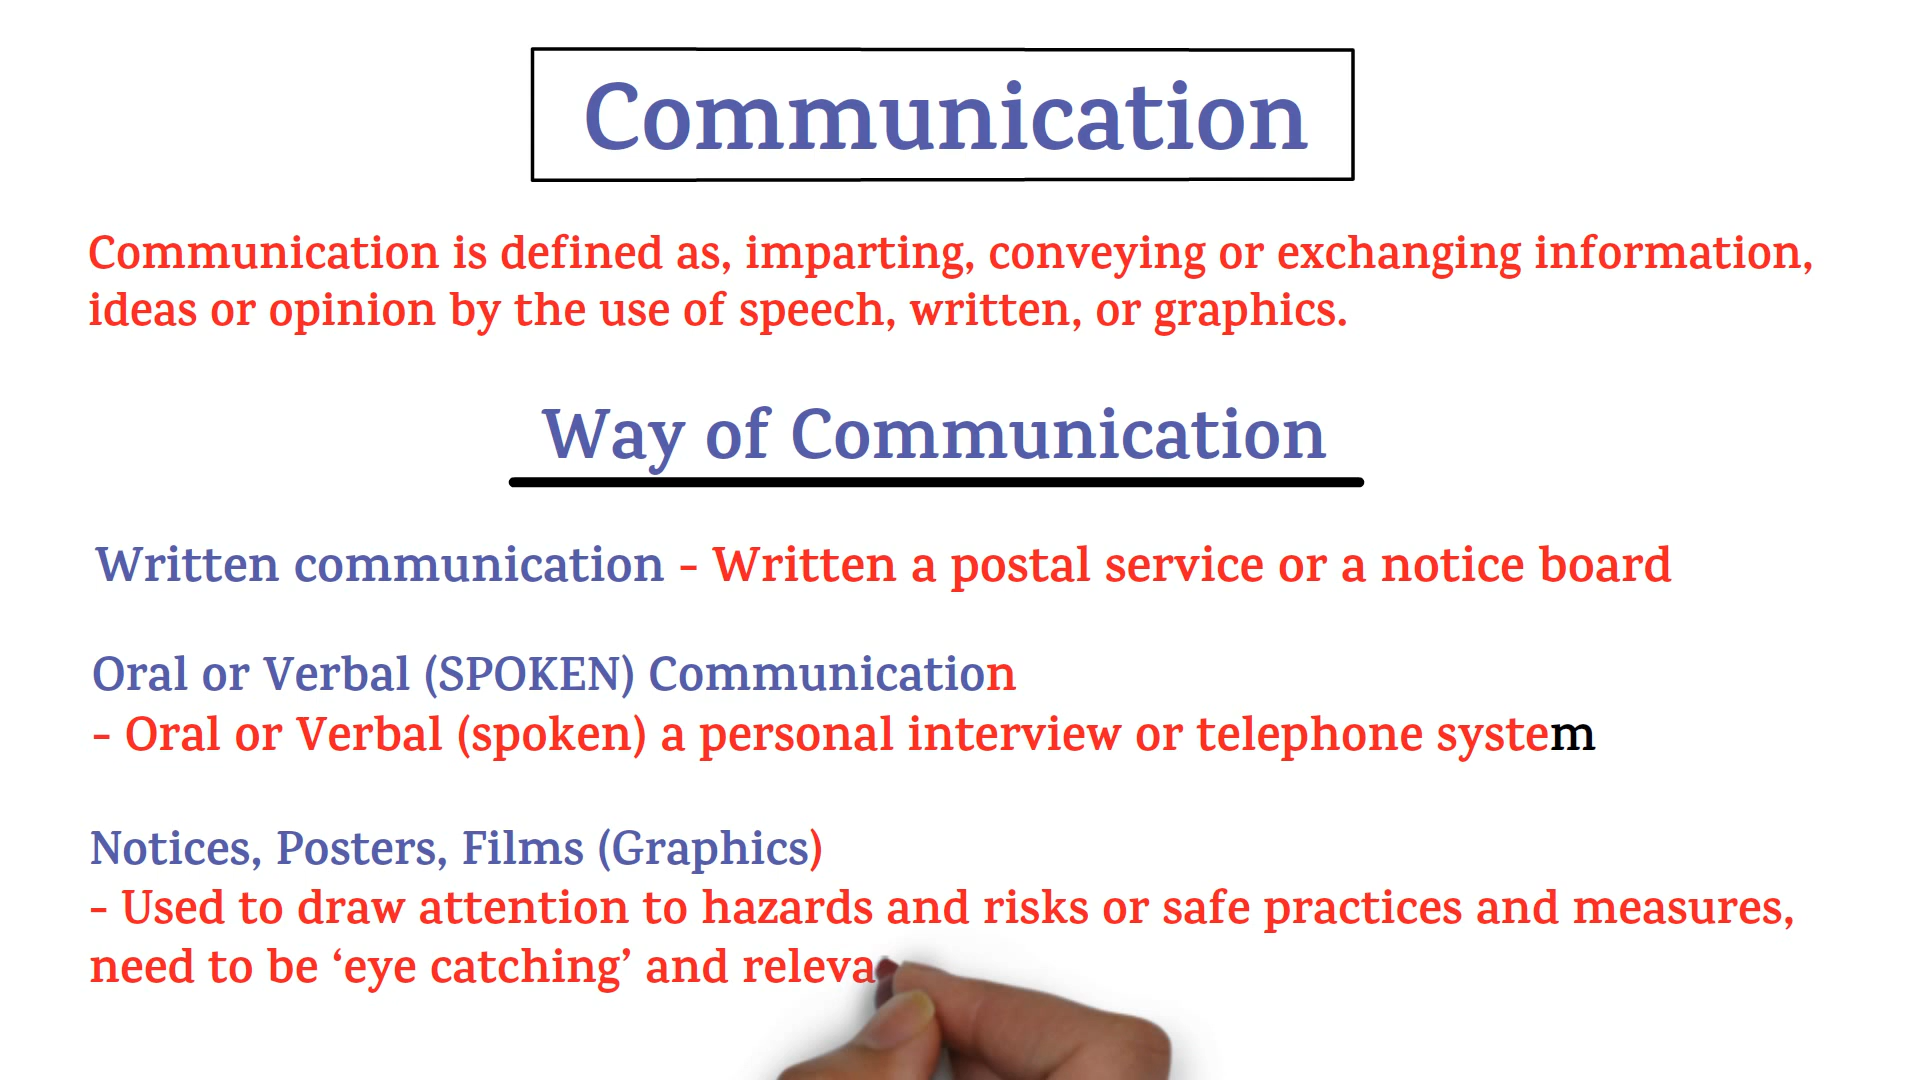 Communication
Communication is defined as, imparting, conveying or exchanging information,
ideas or opinion by the use of speech, written, or graphics.
Way of Communication
Written communication - Written a postal service or a notice board
Oral or Verbal (SPOKEN) Communication
- Oral or Verbal (spoken) a personal interview or telephone system
Notices, Posters, Films (Graphics)
- Used to draw attention to hazards and risks or safe practices and measures,
need to be ‘eye catching’ and releva